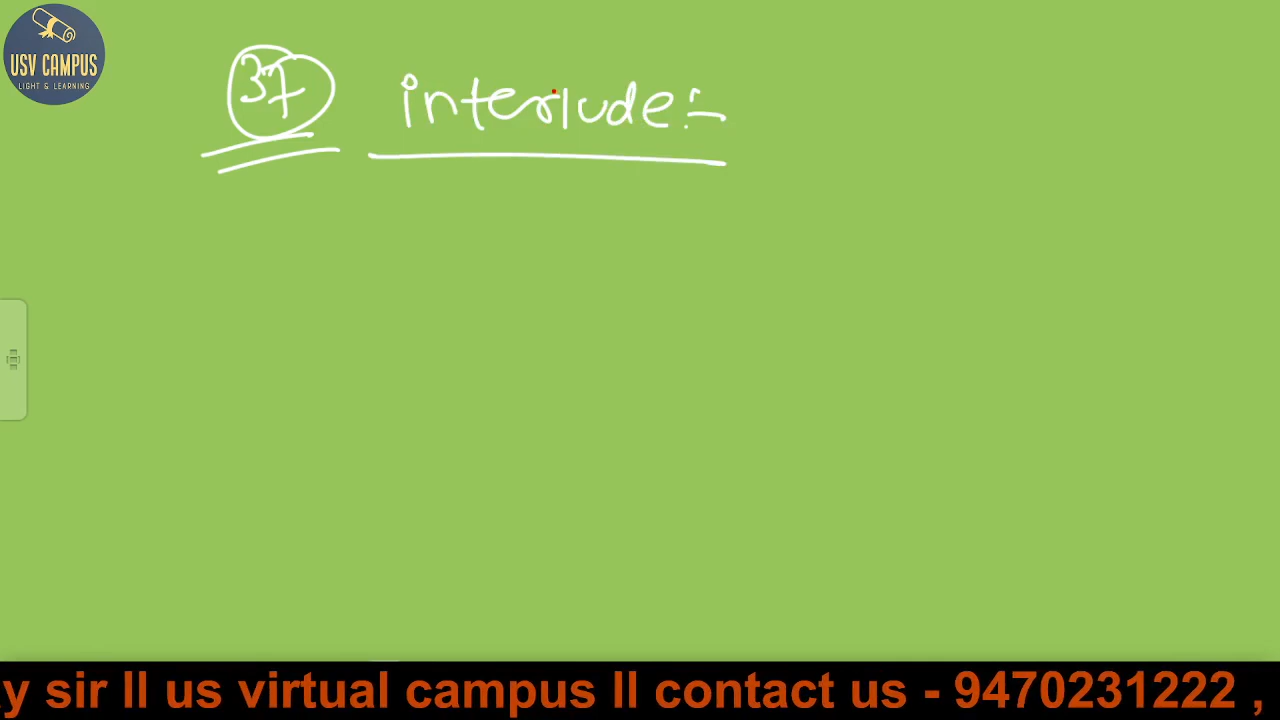 USV CAMPUS
LIGHT & LEARNING
37 interlude:-
y sir ll us virtual campus ll contact us - 9470231222 ,